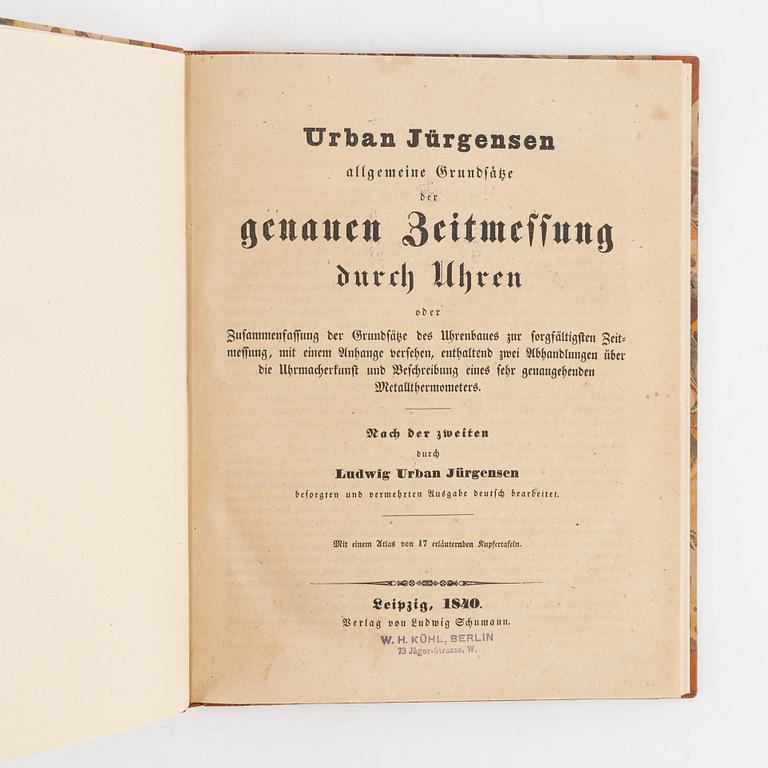 Urban Jürgensen
allgemeine Grundsätze
der
genauen Zeitmessung
durch Uhren
oder
Zusammenfassung der Grundsätze des Uhrenbaues zur sorgfältigsten Zeit=
messung, mit einem Anhange versehen, enthaltend zwei Abhandlungen über
die Uhrmacherkunst und Beschreibung eines sehr genaugehenden
Metallthermometers.
Nach der zweiten
durch
Ludwig Urban Jürgensen
besorgten und vermehrten Ausgabe deutsch bearbeitet.
Mit einem Atlas von 17 erläuternden Kupfertafeln.
Leipzig, 1840.
Verlag von Ludwig Schumann.
W. H. KÜHL, BERLIN
73 Jäger-Strasse, W.